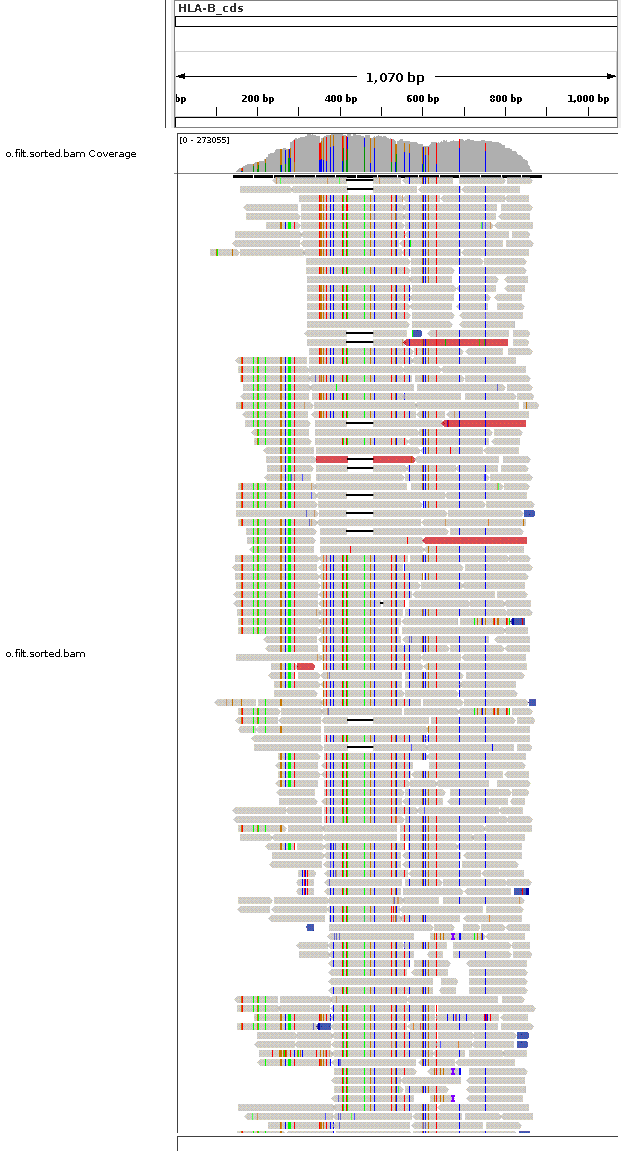 HLA-B_cds
1,070 bp
bp 200 bp 400 bp 600 bp 800 bp 1,000 bp
[0 - 273055]
o.filt.sorted.bam Coverage
o.filt.sorted.bam